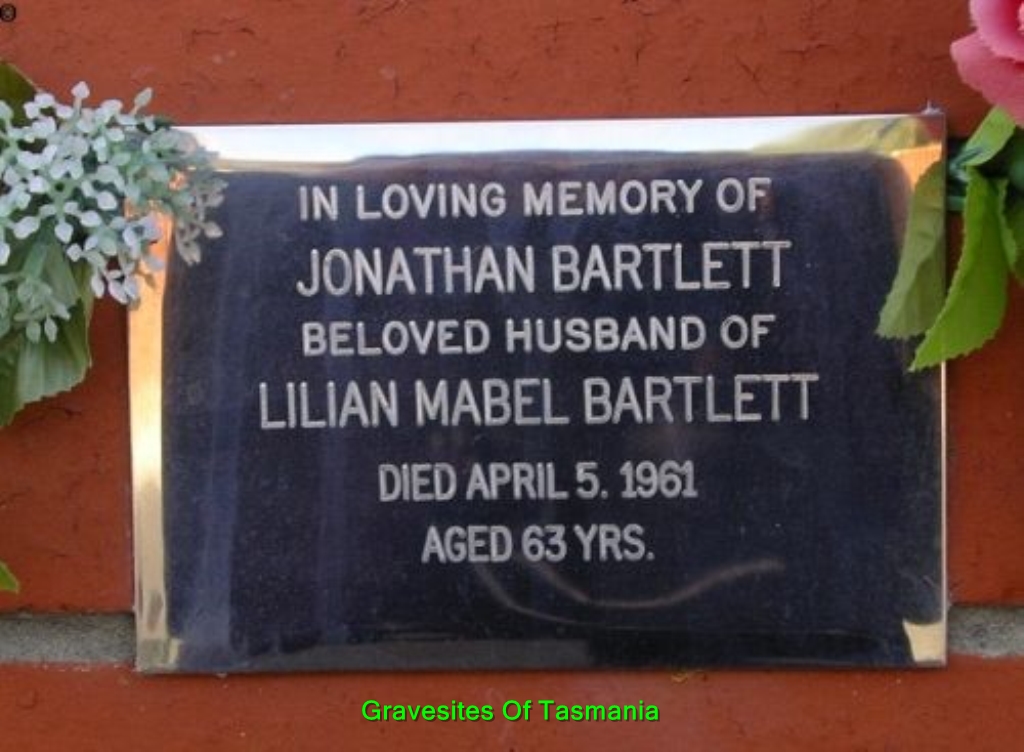 IN LOVING MEMORY OF
JONATHAN BARTLETT
BELOVED HUSBAND OF
LILIAN MABEL BARTLETT
DIED APRIL 5. 1961
AGED 63 YRS.
Gravesites Of Tasmania